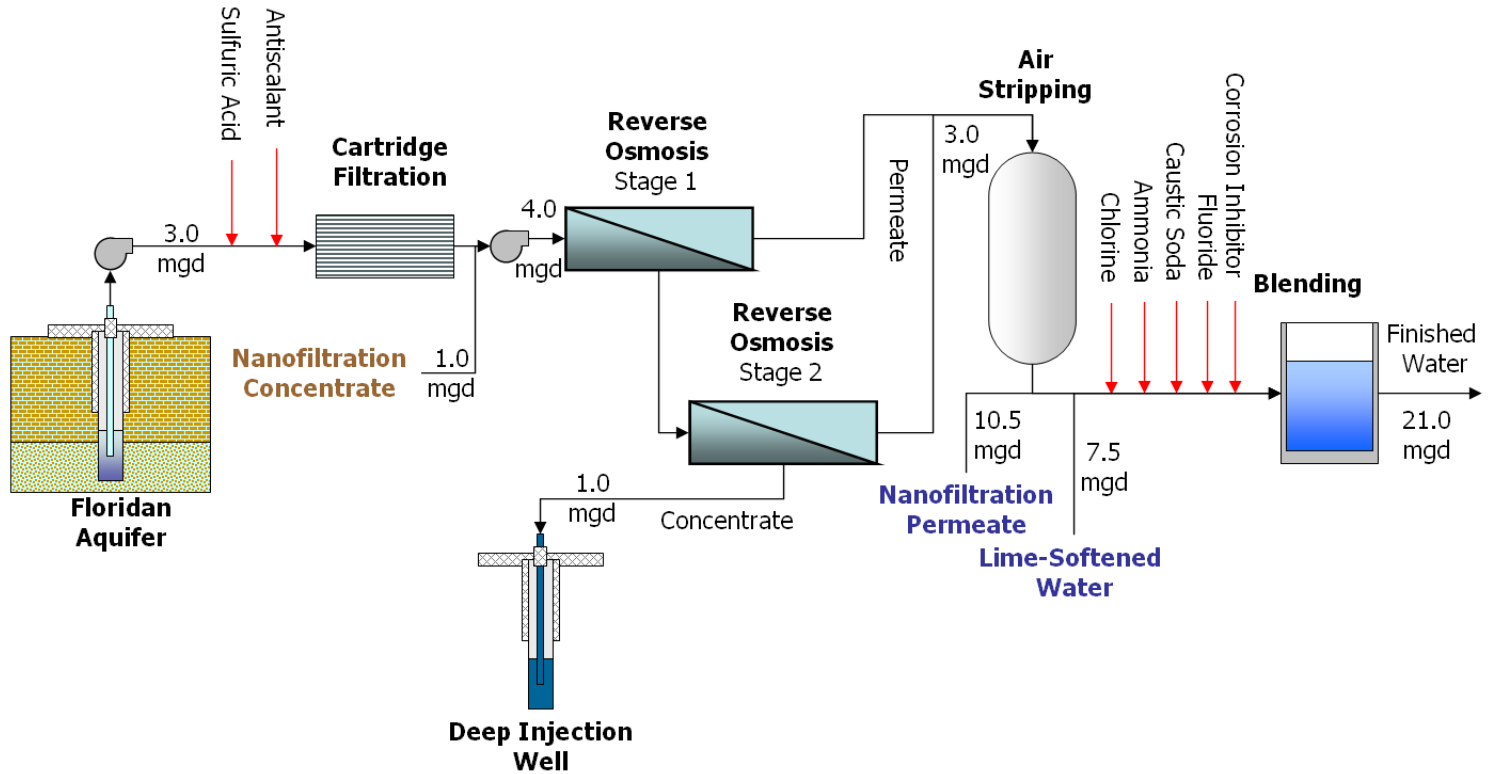 Sulfuric Acid
Antiscalant
Cartridge
Filtration
3.0
mgd
Nanofiltration
Concentrate
1.0
mgd
Floridan
Aquifer
4.0
mgd
Reverse
Osmosis
Stage 1
Reverse
Osmosis
Stage 2
1.0
mgd
Concentrate
Deep Injection
Well
Permeate
Air
Stripping
3.0
mgd
10.5
mgd
Nanofiltration
Permeate
7.5
mgd
Lime-Softened
Water
Chlorine
Ammonia
Caustic Soda
Fluoride
Corrosion Inhibitor
Blending
Finished
Water
21.0
mgd